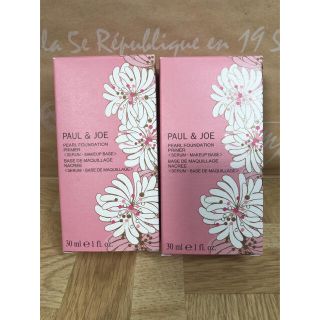 la 5e République en 19
PAUL & JOE
PEARL FOUNDATION
PRIMER
<SERUM・MAKEUP BASE>
BASE DE MAQUILLAGE
NACRÉE
<SERUM・BASE DE MAQUILLAGE>
30 ml ℮ 1 fl. oz.
PAUL & JOE
PEARL FOUNDATION
PRIMER
<SERUM・MAKEUP BASE>
BASE DE MAQUILLAGE
NACRÉE
<SERUM・BASE DE MAQUILLAGE>
30 ml ℮ 1 fl. oz.